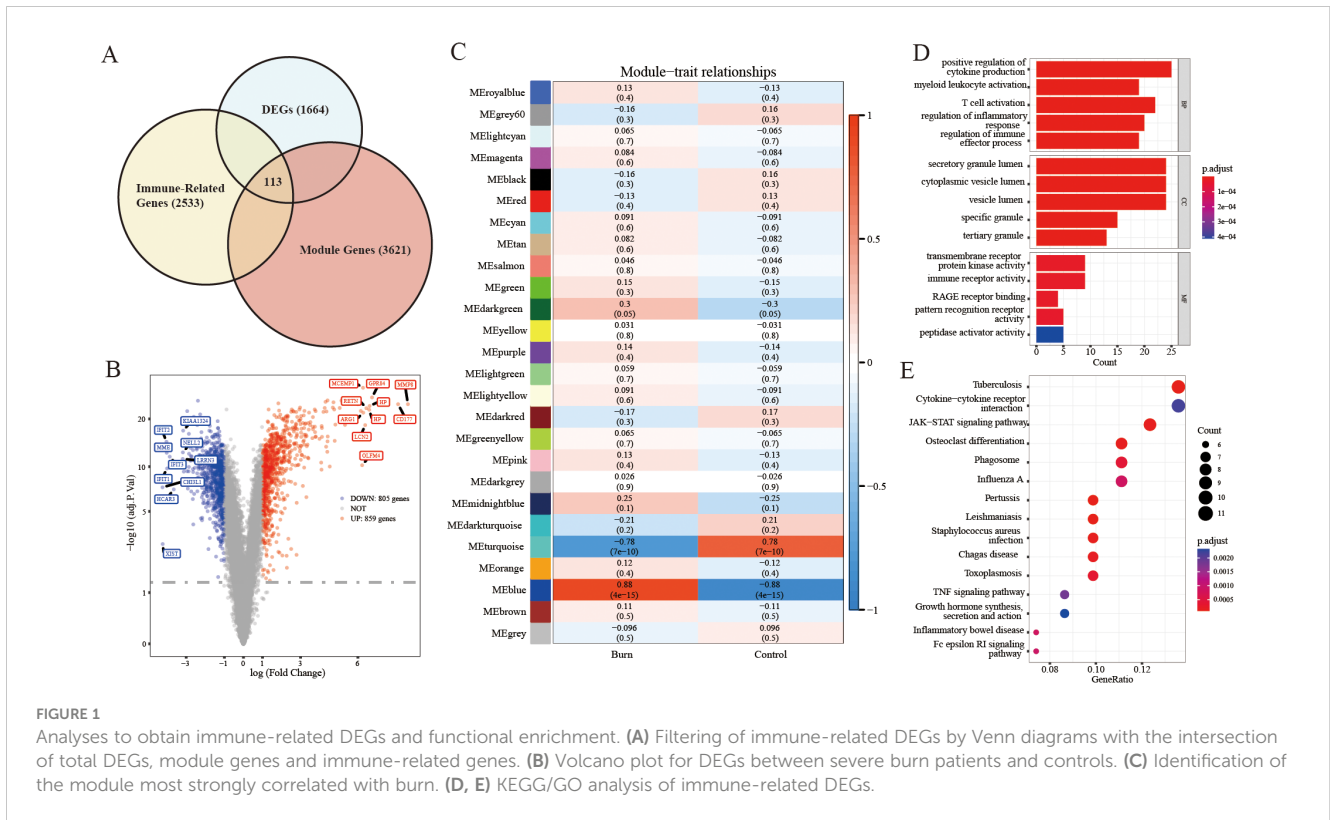 A
DEGs (1664)
Immune-Related
Genes (2533)
113
Module Genes (3621)
B
−log10 (adj.P.Val)
20
10
5
1
0
−3
−1
0
1
3
6
log (Fold Change)
KIAA1324
IFIT2
MME
NELL2
LRRN3
IFIT3
IFIT1
CHI3L1
HCAR3
XIST
MCEMP1
GPR84
MMP8
RETN
HP
ARG1
HP
CD177
LCN2
OLFM4
DOWN: 805 genes
NOT
UP: 859 genes
C
Module−trait relationships
MEroyalblue 0.13 −0.13
(0.4) (0.4)
MEgrey60 −0.16 0.16
(0.3) (0.3)
MElightcyan 0.065 −0.065
(0.7) (0.7)
MEmagenta 0.084 −0.084
(0.6) (0.6)
MEblack −0.16 0.16
(0.3) (0.3)
MEred −0.13 0.13
(0.4) (0.4)
MEcyan 0.091 −0.091
(0.6) (0.6)
MEtan 0.082 −0.082
(0.6) (0.6)
MEsalmon 0.046 −0.046
(0.8) (0.8)
MEgreen 0.15 −0.15
(0.3) (0.3)
MEdarkgreen 0.3 −0.3
(0.05) (0.05)
MEyellow 0.031 −0.031
(0.8) (0.8)
MEpurple 0.14 −0.14
(0.4) (0.4)
MElightgreen 0.059 −0.059
(0.7) (0.7)
MElightyellow 0.091 −0.091
(0.6) (0.6)
MEdarkred −0.17 0.17
(0.3) (0.3)
MEgreenyellow 0.065 −0.065
(0.7) (0.7)
MEpink 0.13 −0.13
(0.4) (0.4)
MEdarkgrey 0.026 −0.026
(0.9) (0.9)
MEmidnightblue 0.25 −0.25
(0.1) (0.1)
MEdarkturquoise −0.21 0.21
(0.2) (0.2)
MEturquoise −0.78 0.78
(7e−10) (7e−10)
MEorange 0.12 −0.12
(0.4) (0.4)
MEblue 0.88 −0.88
(4e−15) (4e−15)
MEbrown 0.11 −0.11
(0.5) (0.5)
MEgrey −0.096 0.096
(0.5) (0.5)
Burn Control
1
0.5
0
−0.5
−1
D
positive regulation of
cytokine production
myeloid leukocyte activation
T cell activation
regulation of inflammatory
response
regulation of immune
effector process
BP
secretory granule lumen
cytoplasmic vesicle lumen
vesicle lumen
specific granule
tertiary granule
CC
transmembrane receptor
protein kinase activity
immune receptor activity
RAGE receptor binding
pattern recognition receptor
activity
peptidase activator activity
MF
0 5 10 15 20 25
Count
p.adjust
1e−04
2e−04
3e−04
4e−04
E
Tuberculosis
Cytokine−cytokine receptor
interaction
JAK−STAT signaling pathway
Osteoclast differentiation
Phagosome
Influenza A
Pertussis
Leishmaniasis
Staphylococcus aureus
infection
Chagas disease
Toxoplasmosis
TNF signaling pathway
Growth hormone synthesis,
secretion and action
Inflammatory bowel disease
Fc epsilon RI signaling
pathway
0.08 0.10 0.12
GeneRatio
Count
6
7
8
9
10
11
p.adjust
0.0020
0.0015
0.0010
0.0005
FIGURE 1
Analyses to obtain immune-related DEGs and functional enrichment. (A) Filtering of immune-related DEGs by Venn diagrams with the intersection
of total DEGs, module genes and immune-related genes. (B) Volcano plot for DEGs between severe burn patients and controls. (C) Identification of
the module most strongly correlated with burn. (D, E) KEGG/GO analysis of immune-related DEGs.